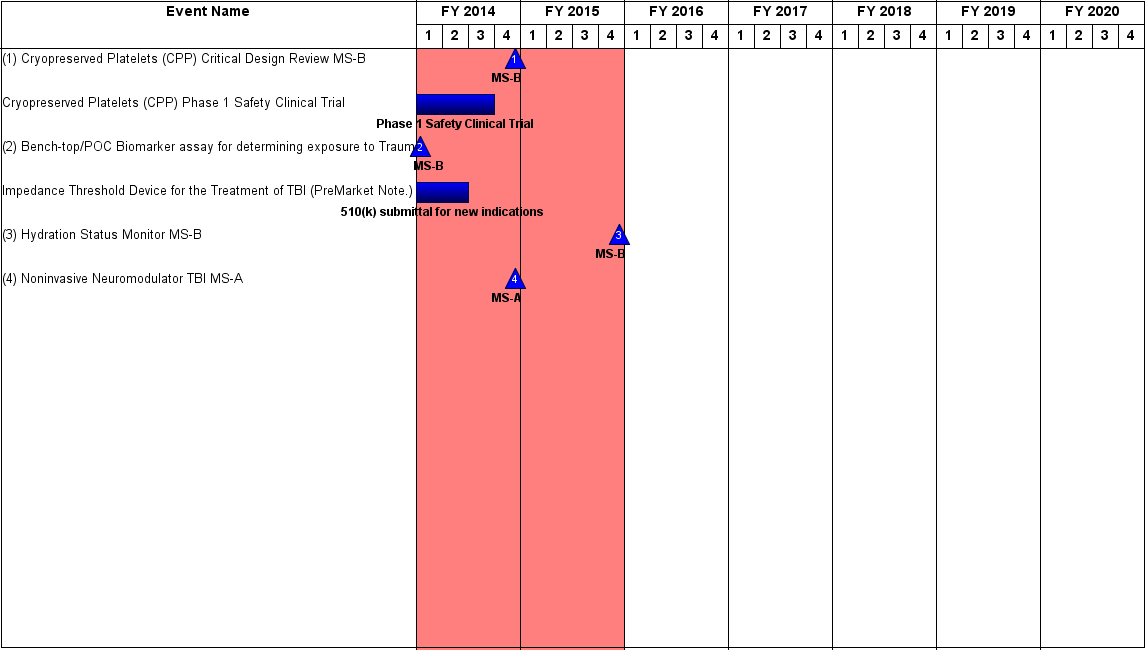 Event Name FY 2014 FY 2015 FY 2016 FY 2017 FY 2018 FY 2019 FY 2020
1 2 3 4 1 2 3 4 1 2 3 4 1 2 3 4 1 2 3 4 1 2 3 4 1 2 3 4
(1) Cryopreserved Platelets (CPP) Critical Design Review MS-B 1
MS-B
Cryopreserved Platelets (CPP) Phase 1 Safety Clinical Trial
Phase 1 Safety Clinical Trial
(2) Bench-top/POC Biomarker assay for determining exposure to Traum 2
MS-B
Impedance Threshold Device for the Treatment of TBI (PreMarket Note.)
510(k) submittal for new indications
(3) Hydration Status Monitor MS-B 3
MS-B
(4) Noninvasive Neuromodulator TBI MS-A 4
MS-A